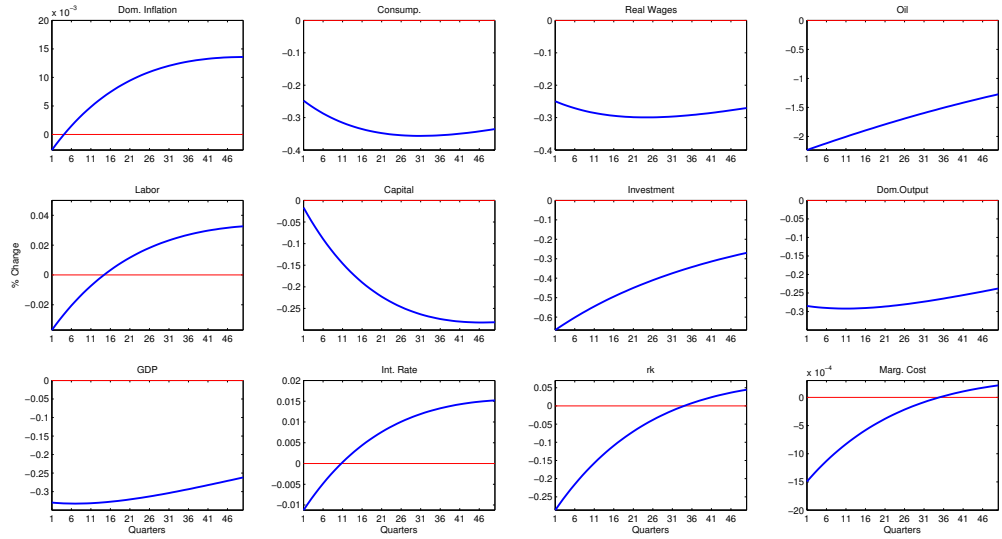 Dom. Inflation
x 10⁻³
20
15
10
5
0
1 6 11 16 21 26 31 36 41 46
Consump.
0
−0.1
−0.2
−0.3
−0.4
1 6 11 16 21 26 31 36 41 46
Real Wages
0
−0.1
−0.2
−0.3
−0.4
1 6 11 16 21 26 31 36 41 46
Oil
0
−0.5
−1
−1.5
−2
1 6 11 16 21 26 31 36 41 46
Labor
% Change
0.04
0.02
0
−0.02
1 6 11 16 21 26 31 36 41 46
Capital
0
−0.05
−0.1
−0.15
−0.2
−0.25
1 6 11 16 21 26 31 36 41 46
Investment
0
−0.1
−0.2
−0.3
−0.4
−0.5
−0.6
1 6 11 16 21 26 31 36 41 46
Dom.Output
0
−0.05
−0.1
−0.15
−0.2
−0.25
−0.3
1 6 11 16 21 26 31 36 41 46
GDP
0
−0.05
−0.1
−0.15
−0.2
−0.25
−0.3
1 6 11 16 21 26 31 36 41 46
Quarters
Int. Rate
0.02
0.015
0.01
0.005
0
−0.005
−0.01
1 6 11 16 21 26 31 36 41 46
Quarters
rk
0.05
0
−0.05
−0.1
−0.15
−0.2
−0.25
1 6 11 16 21 26 31 36 41 46
Quarters
Marg. Cost
x 10⁻⁴
0
−5
−10
−15
−20
1 6 11 16 21 26 31 36 41 46
Quarters